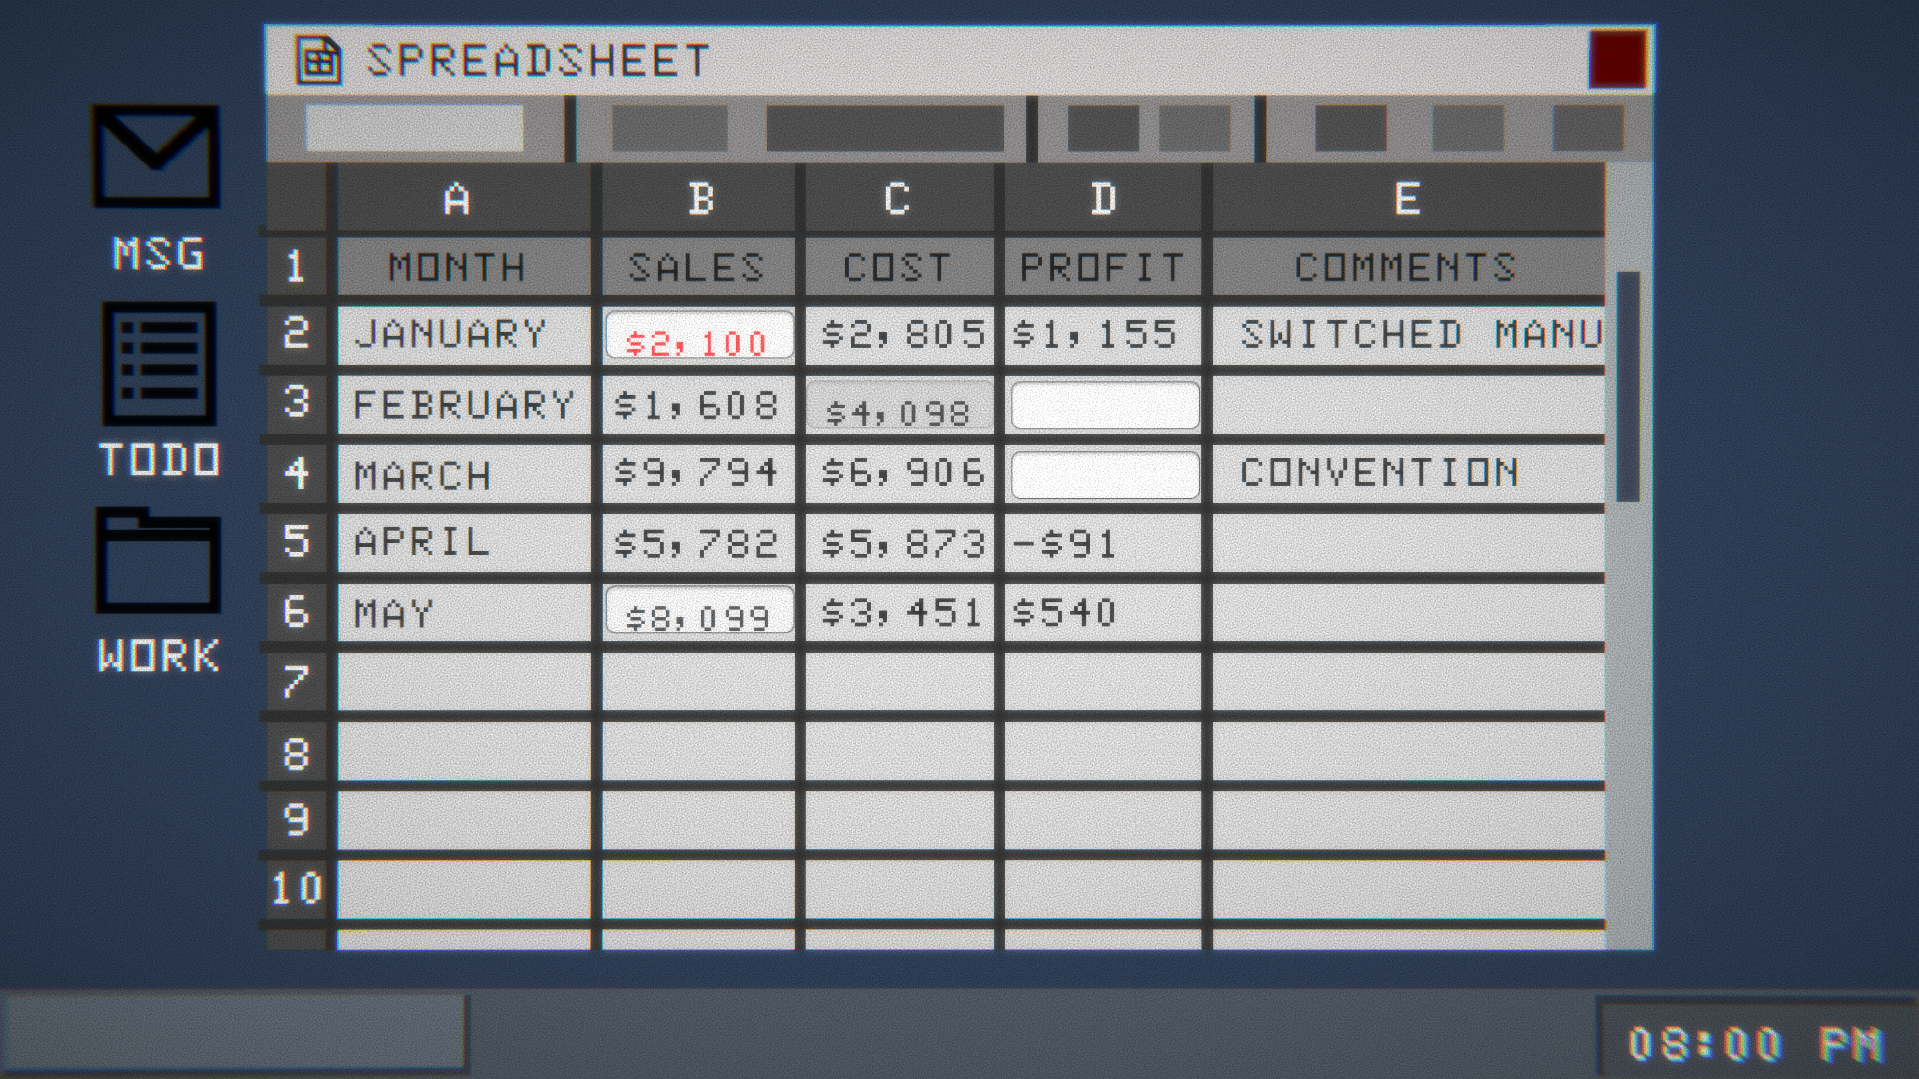 SPREADSHEET
MSG
TODO
WORK
A B C D E
1 MONTH SALES COST PROFIT COMMENTS
2 JANUARY $2,100 $2,805 $1,155 SWITCHED MANU
3 FEBRUARY $1,608 $4,098
4 MARCH $9,794 $6,906 CONVENTION
5 APRIL $5,782 $5,873 -$91
6 MAY $8,099 $3,451 $540
7
8
9
10
08:00 PM